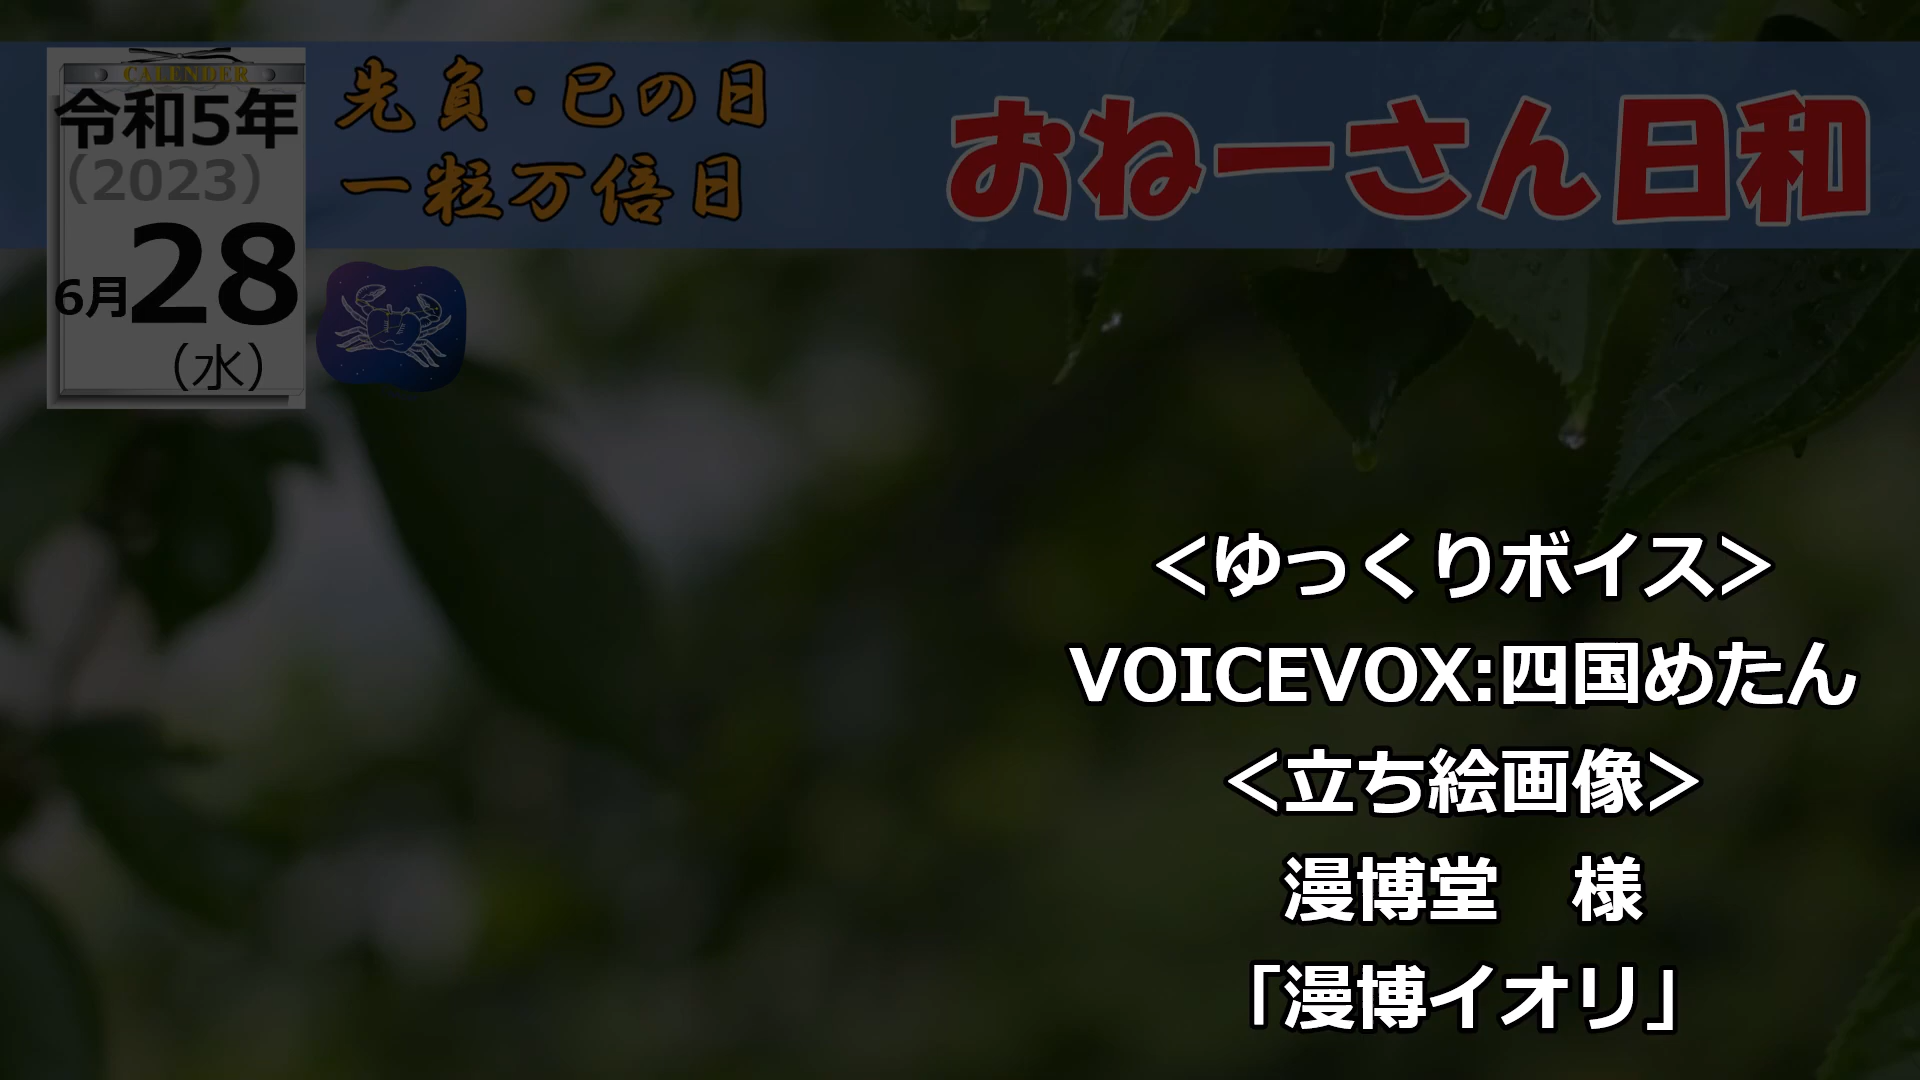 CALENDER
令和5年
（2023）
6月28
（水）
先負・巳の日
一粒万倍日
おねーさん日和
＜ゆっくりボイス＞
VOICEVOX:四国めたん
＜立ち絵画像＞
漫博堂　様
「漫博イオリ」